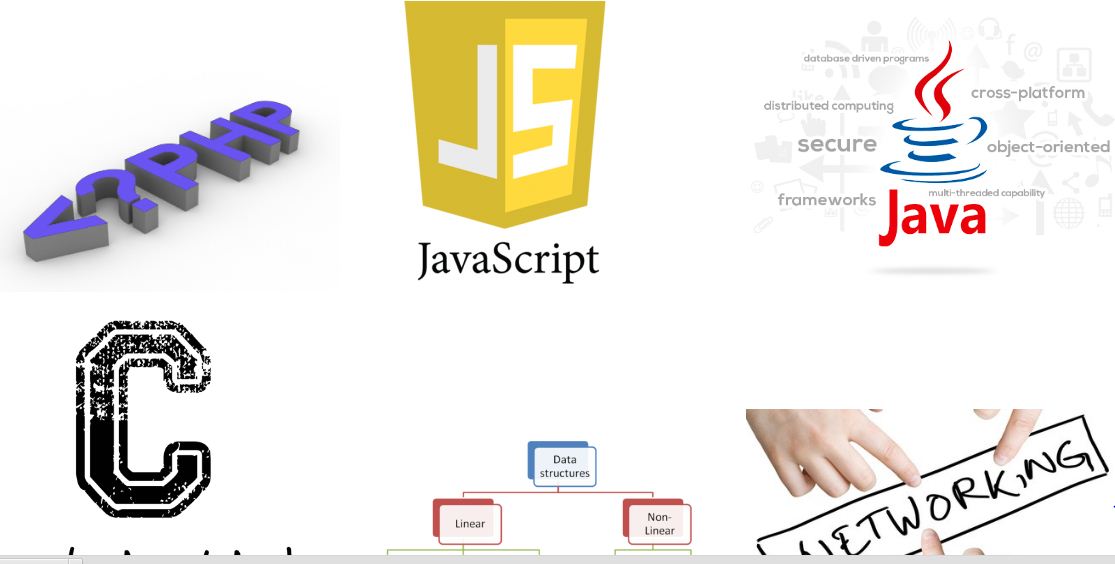 <?PHP
JS
JavaScript
database driven programs
cross-platform
distributed computing
secure
object-oriented
multi-threaded capability
frameworks
Java
C
Data
structures
Linear
Non-
Linear
NETWORKING